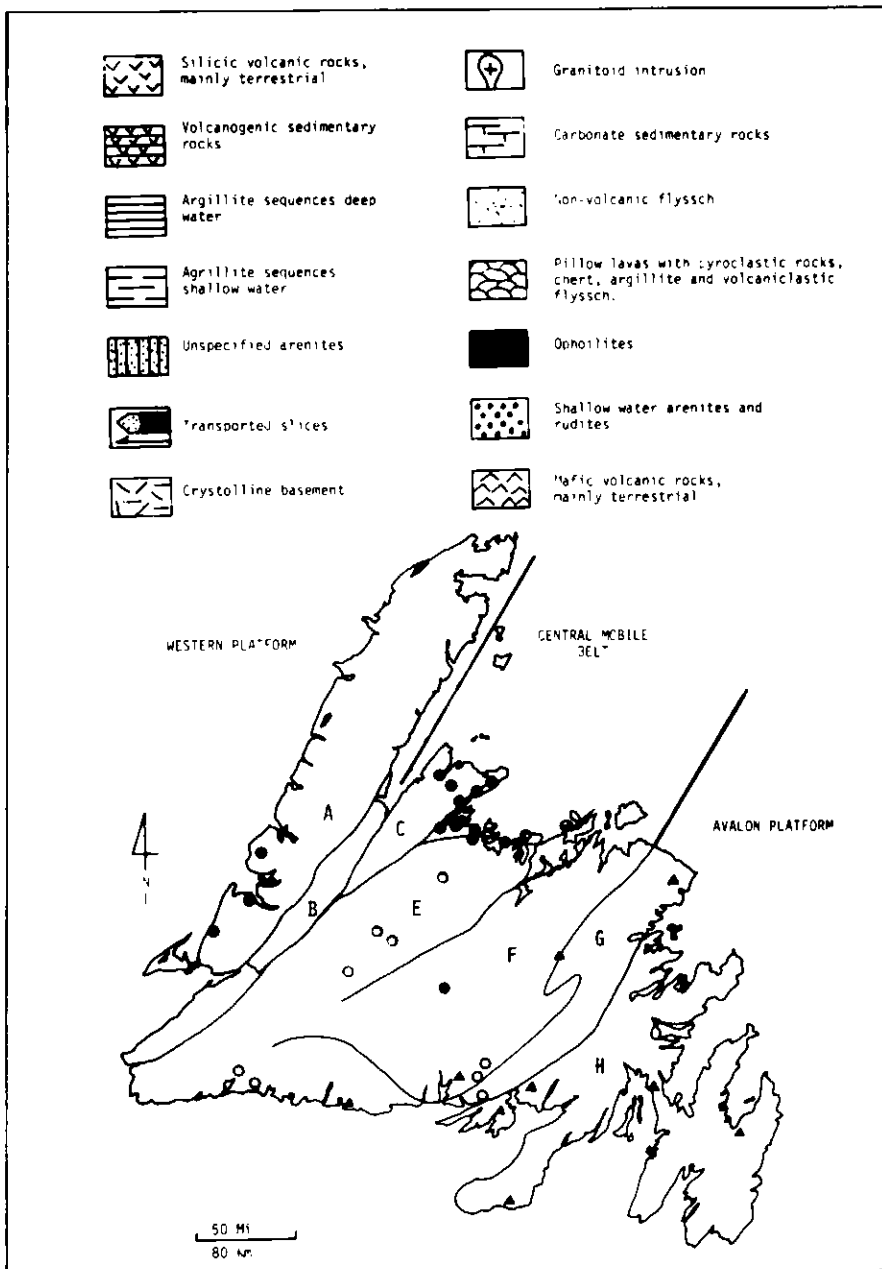 Silicic volcanic rocks,
mainly terrestrial
Volcanogenic sedimentary
rocks
Argillite sequences deep
water
Agrillite sequences
shallow water
Unspecified arenites
Transported slices
Crystolline basement
Granitoid intrusion
Carbonate sedimentary rocks
Non-volcanic flyssch
Pillow lavas with pyroclastic rocks,
chert, argillite and volcaniclastic
flyssch.
Ophoilites
Shallow water arenites and
rudites
Mafic volcanic rocks,
mainly terrestrial
WESTERN PLATFORM
CENTRAL MOBILE
BELT
AVALON PLATFORM
A
C
N
B
E
F
G
H
50 Mi
80 Km